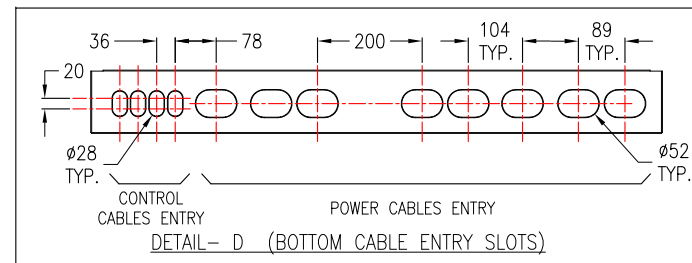 36
78
200
104
TYP.
89
TYP.
20
ø28
TYP.
ø52
TYP.
CONTROL
CABLES ENTRY
POWER CABLES ENTRY
DETAIL- D (BOTTOM CABLE ENTRY SLOTS)